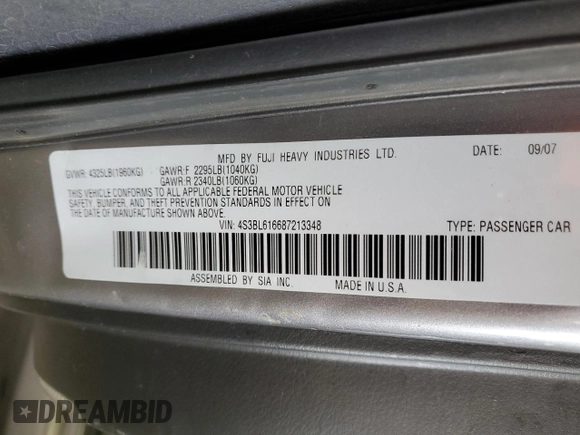 MFD BY FUJI HEAVY INDUSTRIES LTD. 09/07
GVWR: 4325LB(1960KG) GAWR:F 2295LB(1040KG)
GAWR:R 2340LB(1060KG)
THIS VEHICLE CONFORMS TO ALL APPLICABLE FEDERAL MOTOR VEHICLE
SAFETY, BUMPER, AND THEFT PREVENTION STANDARDS IN EFFECT ON
THE DATE OF MANUFACTURE SHOWN ABOVE.
VIN: 4S3BL616687213348 TYPE: PASSENGER CAR
ASSEMBLED BY SIA INC. MADE IN U.S.A.
DREAMBID